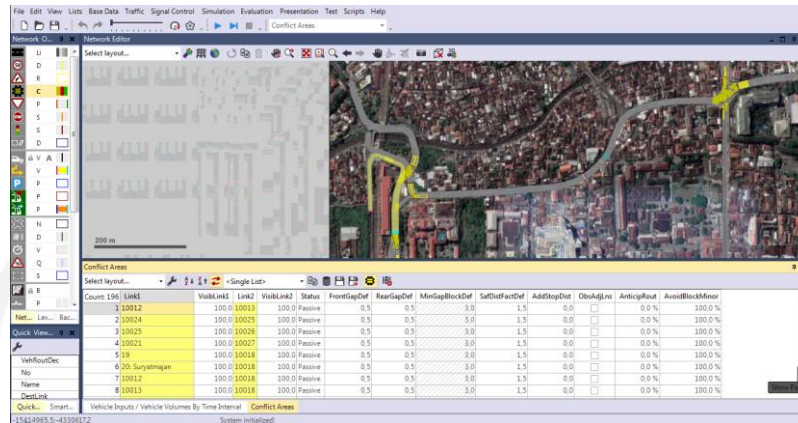 File Edit View Lists Base Data Traffic Signal Control Simulation Evaluation Presentation Test Scripts Help
Conflict Areas
Network O... Network Editor
Select layout...
LI
D
R
C
P
S
S
D
V A
V
P
P
P
P
N
D
V
Q
S
B
P
200 m
Net... Lev... Bac...
Quick View...
VehRoutDec
No
Name
DestLink
Quick... Smart...
Conflict Areas
Select layout... <Single List>
Count: 196 Link1 VisibLink1 Link2 VisibLink2 Status FrontGapDef RearGapDef MinGapBlockDef SafDistFactDef AddStopDist ObsAdjLns AnticipRout AvoidBlockMinor
1 10012 100,0 10013 100,0 Passive 0,5 0,5 3,0 1,5 0,0 0,0 % 100,0 %
2 10024 100,0 10025 100,0 Passive 0,5 0,5 3,0 1,5 0,0 0,0 % 100,0 %
3 10025 100,0 10026 100,0 Passive 0,5 0,5 3,0 1,5 0,0 0,0 % 100,0 %
4 10021 100,0 10027 100,0 Passive 0,5 0,5 3,0 1,5 0,0 0,0 % 100,0 %
5 19 100,0 10018 100,0 Passive 0,5 0,5 3,0 1,5 0,0 0,0 % 100,0 %
6 20: Suryatmajan 100,0 10018 100,0 Passive 0,5 0,5 3,0 1,5 0,0 0,0 % 100,0 %
7 10012 100,0 10018 100,0 Passive 0,5 0,5 3,0 1,5 0,0 0,0 % 100,0 %
8 10013 100,0 10018 100,0 Passive 0,5 0,5 3,0 1,5 0,0 0,0 % 100,0 %
Show
Vehicle Inputs / Vehicle Volumes By Time Interval Conflict Areas
System initialized!